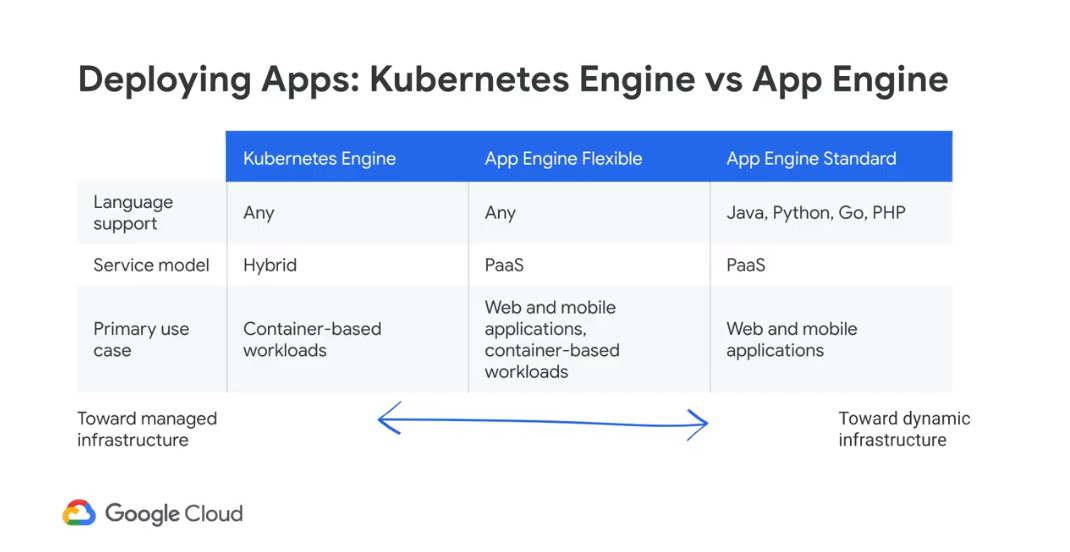 Deploying Apps: Kubernetes Engine vs App Engine
Kubernetes Engine
App Engine Flexible
App Engine Standard
Language
support
Any
Any
Java, Python, Go, PHP
Service model
Hybrid
PaaS
PaaS
Primary use
case
Container-based
workloads
Web and mobile
applications,
container-based
workloads
Web and mobile
applications
Toward managed
infrastructure
Toward dynamic
infrastructure
Google Cloud